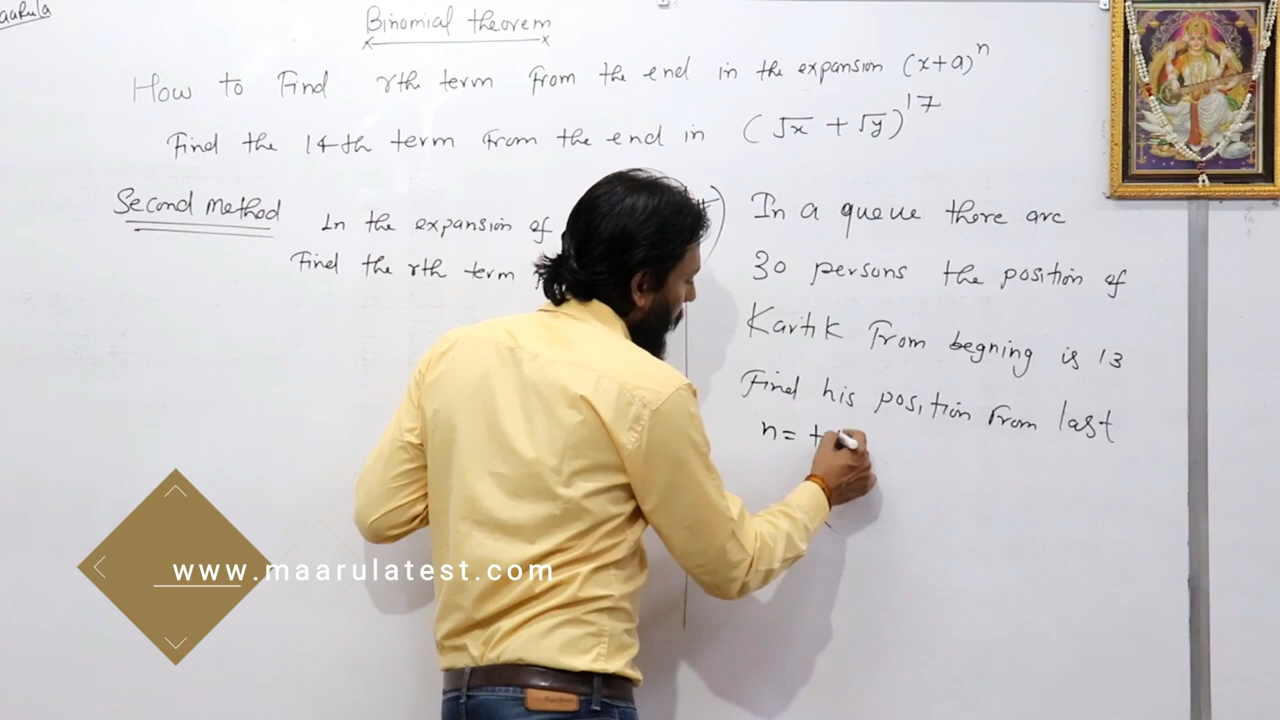 aarula
Binomial theorem
How to Find rth term From the end in the expansion (x+a)^n
Find the 14th term From the end in (√x + √y)^17
Second method
In the expansion of
Find the rth term
In a queue there are
30 persons the position of
Kartik From begning is 13
Find his position From last
n =
www.maarulatest.com